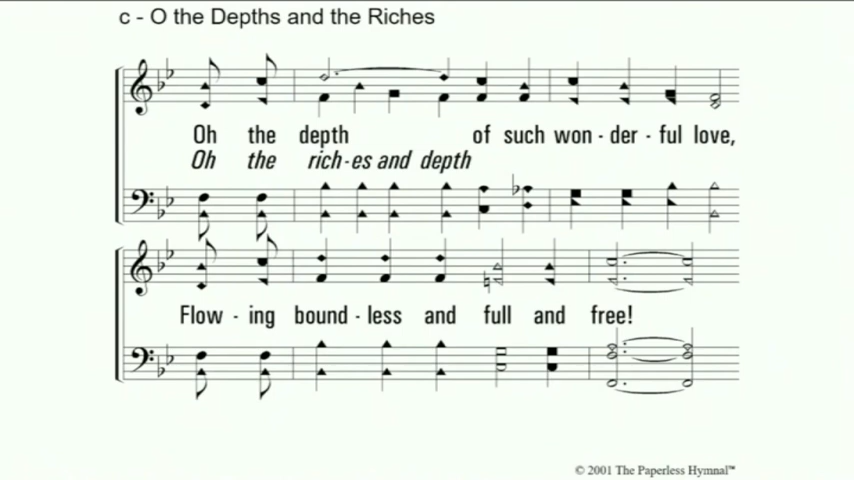 c - O the Depths and the Riches
Oh the depth of such won - der - ful love,
Oh the rich - es and depth
Flow - ing bound - less and full and free!
© 2001 The Paperless Hymnal™